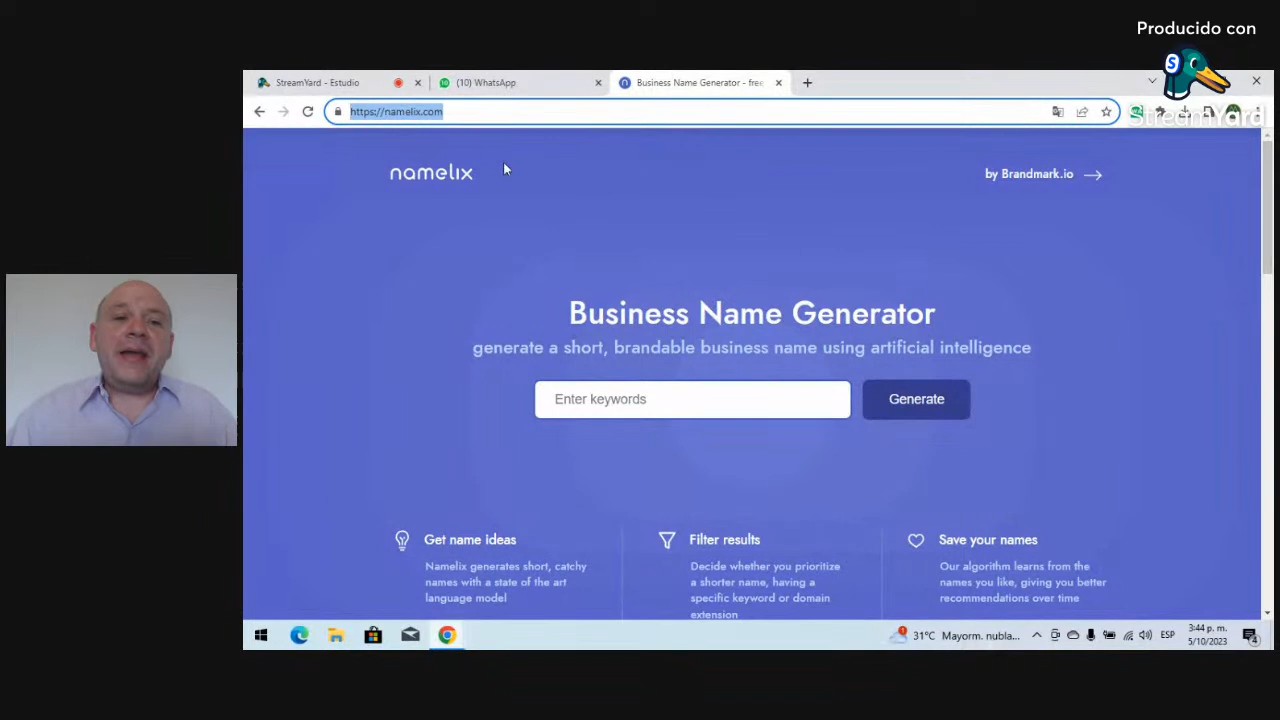 Producido con
StreamYard
StreamYard - Estudio
(10) WhatsApp
Business Name Generator - free
https://namelix.com
namelix
by Brandmark.io
Business Name Generator
generate a short, brandable business name using artificial intelligence
Enter keywords
Generate
Get name ideas
Namelix generates short, catchy
names with a state of the art
language model
Filter results
Decide whether you prioritize
a shorter name, having a
specific keyword or domain
extension
Save your names
Our algorithm learns from the
names you like, giving you better
recommendations over time
31°C Mayorm. nubla...
ESP
3:44 p. m.
5/10/2023
4